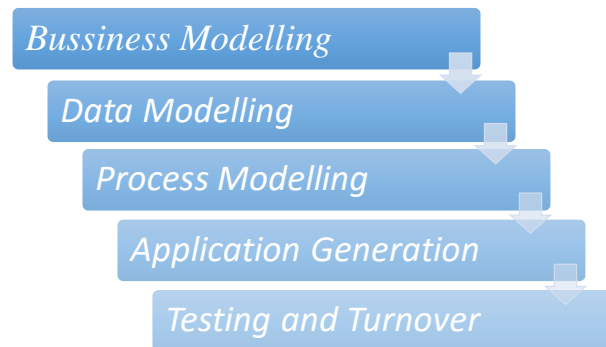 Bussiness Modelling
Data Modelling
Process Modelling
Application Generation
Testing and Turnover